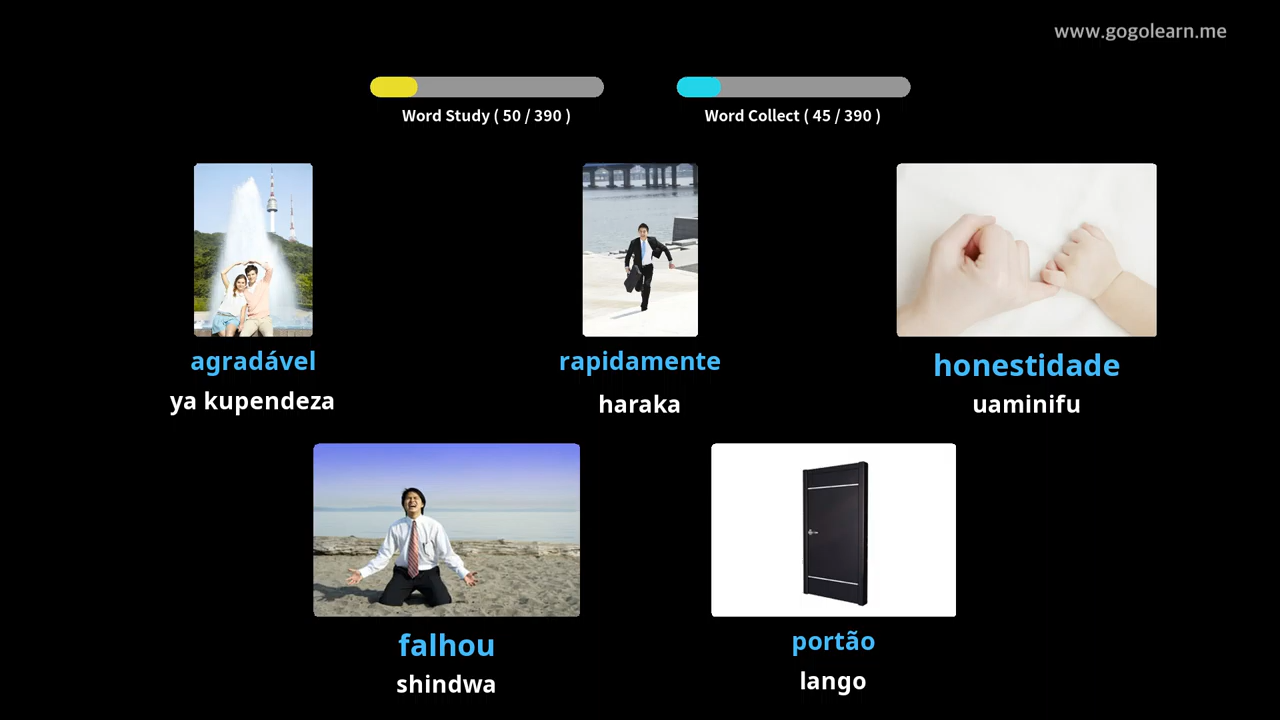 www.gogolearn.me
Word Study ( 50 / 390 )
Word Collect ( 45 / 390 )
agradável
rapidamente
honestidade
ya kupendeza
haraka
uaminifu
falhou
portão
shindwa
lango